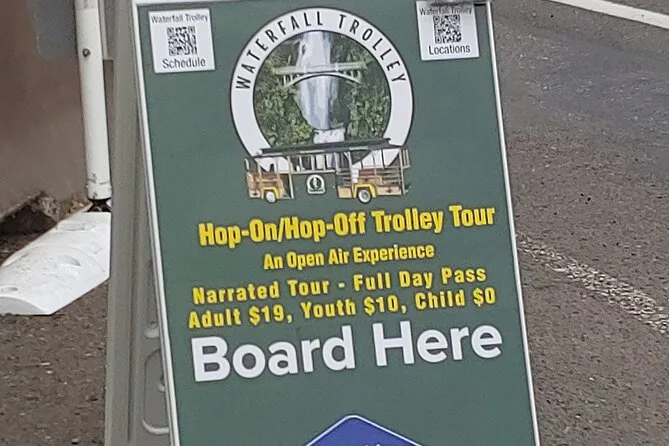 Waterfall Trolley
Schedule
Waterfall Trolley
Locations
WATERFALL TROLLEY
Hop-On/Hop-Off Trolley Tour
An Open Air Experience
Narrated Tour - Full Day Pass
Adult $19, Youth $10, Child $0
Board Here